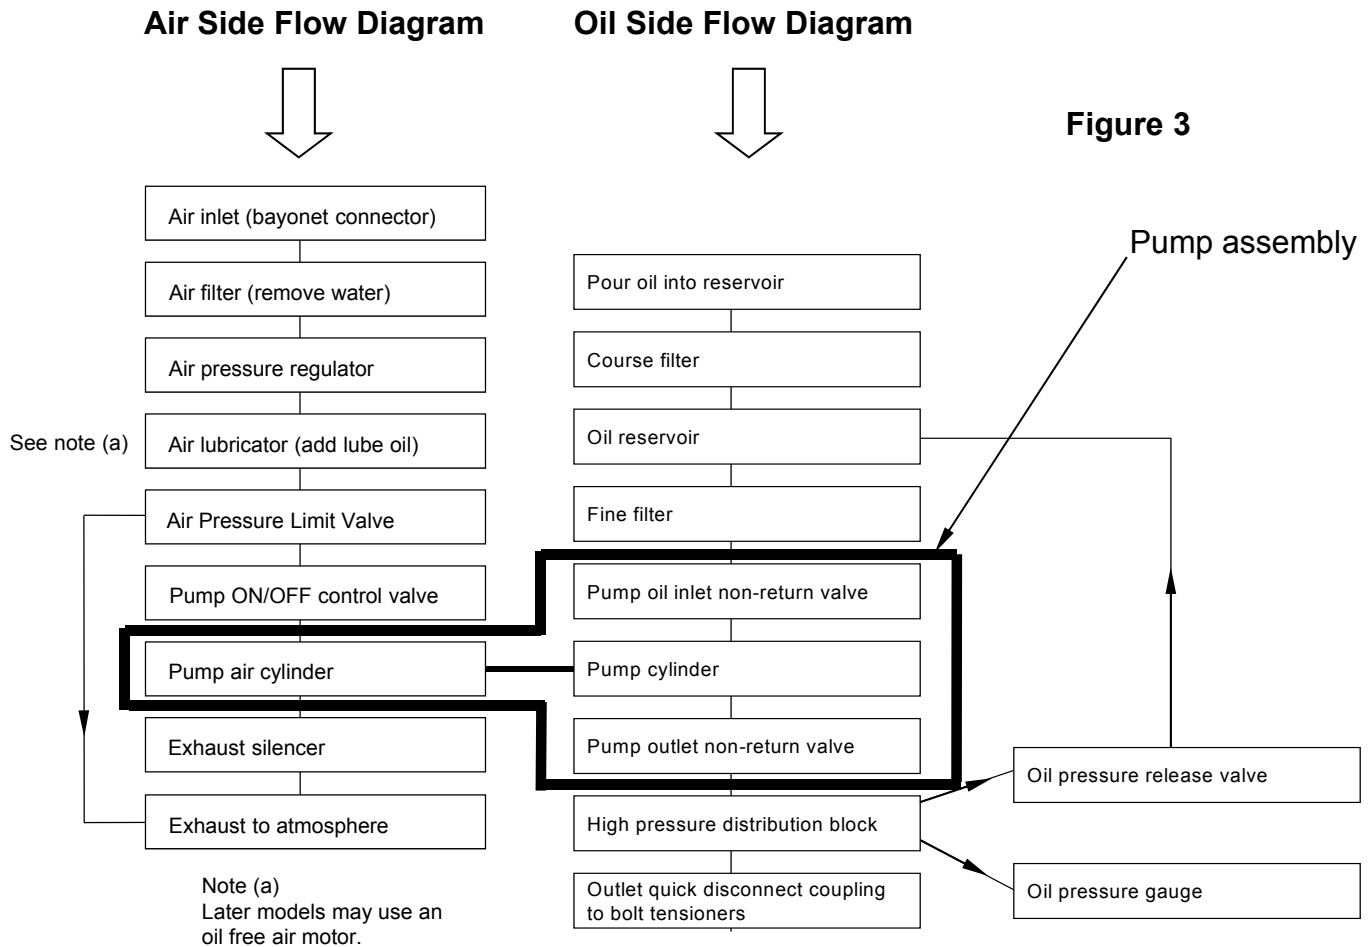 Air Side Flow Diagram
Oil Side Flow Diagram
Figure 3
Air inlet (bayonet connector)
Air filter (remove water)
Air pressure regulator
See note (a)
Air lubricator (add lube oil)
Air Pressure Limit Valve
Pump ON/OFF control valve
Pump air cylinder
Exhaust silencer
Exhaust to atmosphere
Note (a)
Later models may use an
oil free air motor.
Pour oil into reservoir
Course filter
Oil reservoir
Fine filter
Pump assembly
Pump oil inlet non-return valve
Pump cylinder
Pump outlet non-return valve
High pressure distribution block
Outlet quick disconnect coupling
to bolt tensioners
Oil pressure release valve
Oil pressure gauge